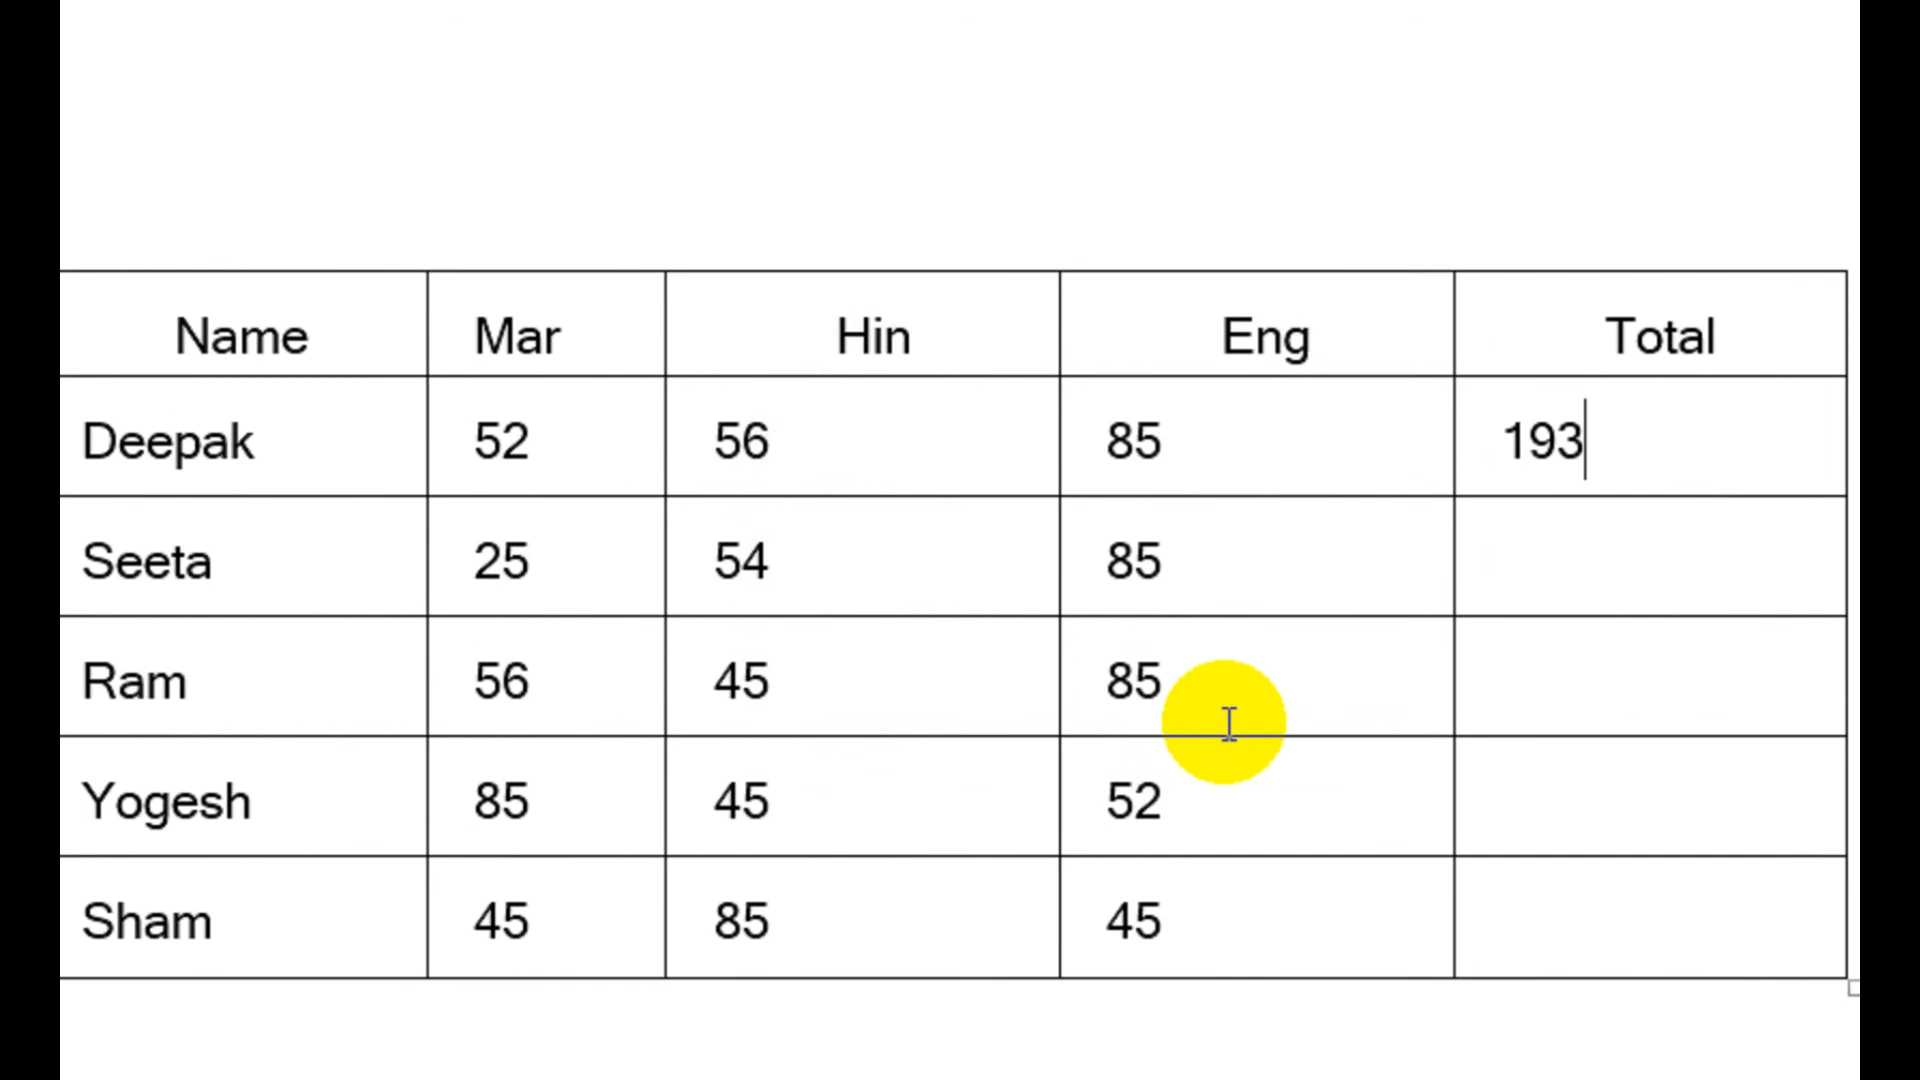 Name Mar Hin Eng Total
Deepak 52 56 85 193
Seeta 25 54 85
Ram 56 45 85
Yogesh 85 45 52
Sham 45 85 45